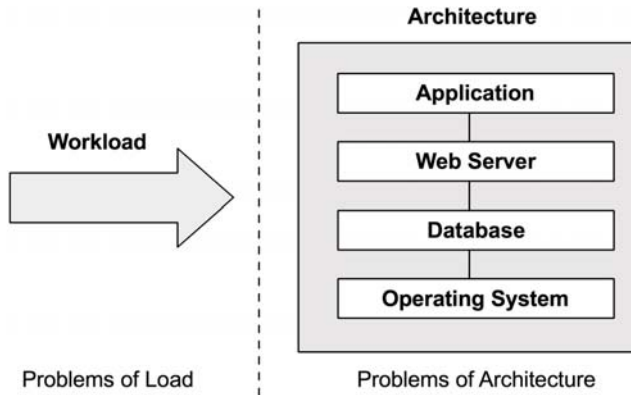 Architecture
Application
Workload
Web Server
Database
Operating System
Problems of Load
Problems of Architecture